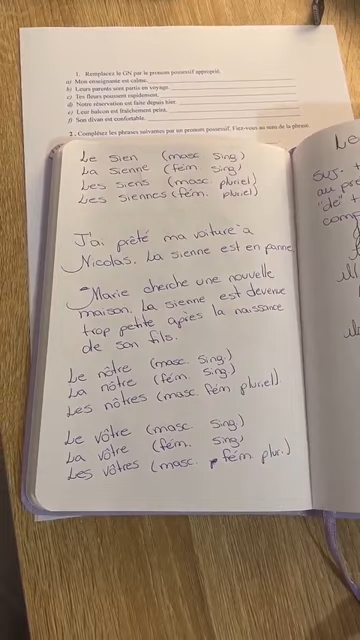 1. Remplacez le GN par le pronom possessif approprié.
a) Mon enseignante est calme.
b) Leurs parents sont partis en voyage.
c) Tes fleurs poussent rapidement.
d) Notre réservation est faite depuis hier.
e) Leur balcon est fraîchement peint.
f) Son divan est confortable.
2. Complétez les phrases suivantes par un pronom possessif. Fiez-vous au sens de la phrase.
Le sien (masc. sing.)
La sienne (fém. sing)
Les siens (masc. pluriel)
Les siennes (fém. plur)
J'ai prêté ma voiture à
Nicolas. La sienne est en panne
Marie cherche une nouvelle
maison. La sienne est devenue
trop petite après la naissance
de son fils.
Le nôtre (masc. sing.)
La nôtre (fém. sing)
Les nôtres (masc. fém pluriel).
Le vôtre (masc. sing.)
La vôtre (fém. sing)
Les vôtres (masc. fém. plur.)
Le
sus. +
au pr
"de" +
comp